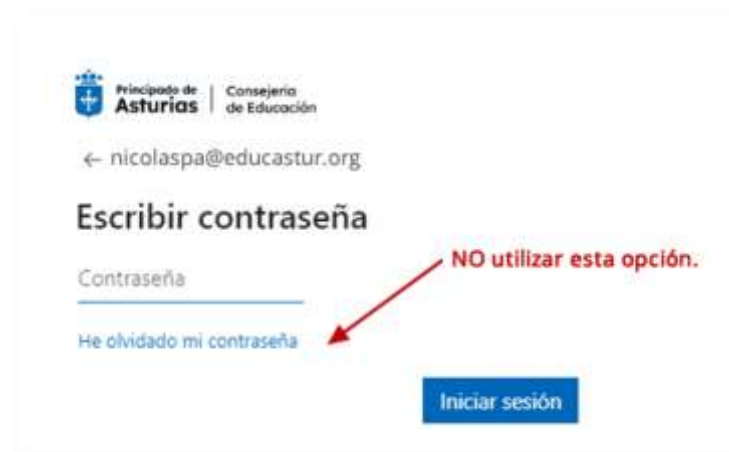 Principado de
Asturias
Consejería
de Educación
← nicolaspa@educastur.org
Escribir contraseña
NO utilizar esta opción.
Contraseña
He olvidado mi contraseña
Iniciar sesión